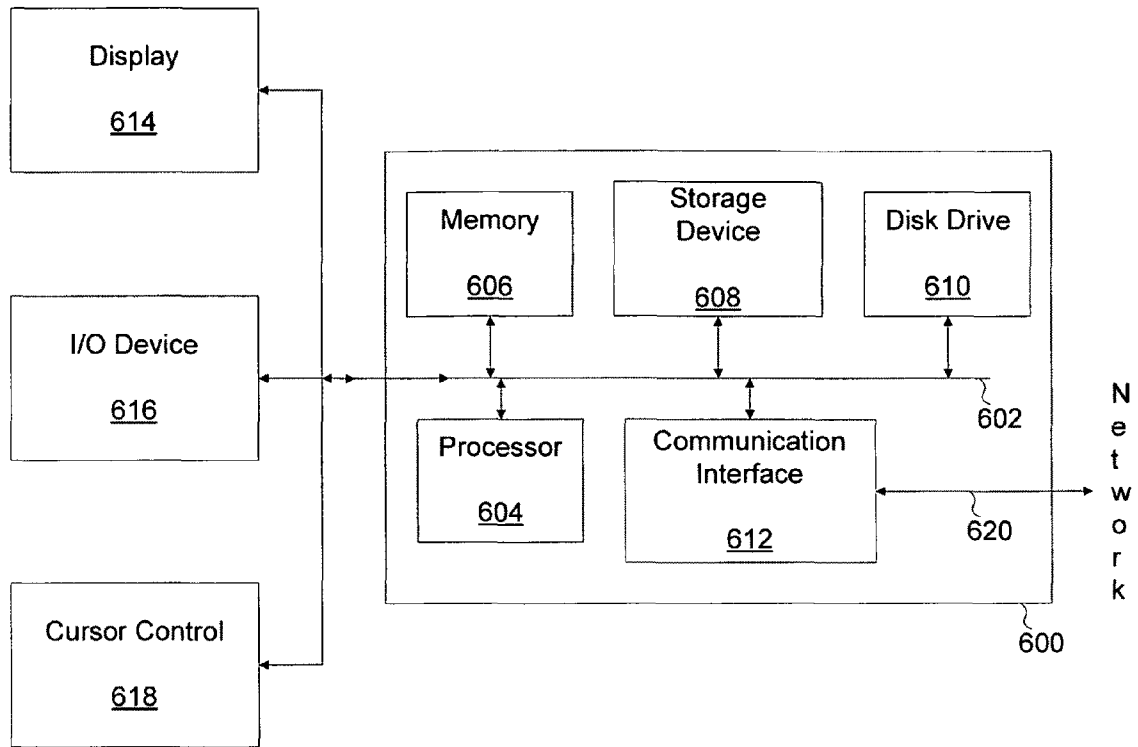 Display
614
I/O Device
616
Cursor Control
618
Memory
606
Storage
Device
608
Disk Drive
610
Processor
604
Communication
Interface
612
602
620
600
Network